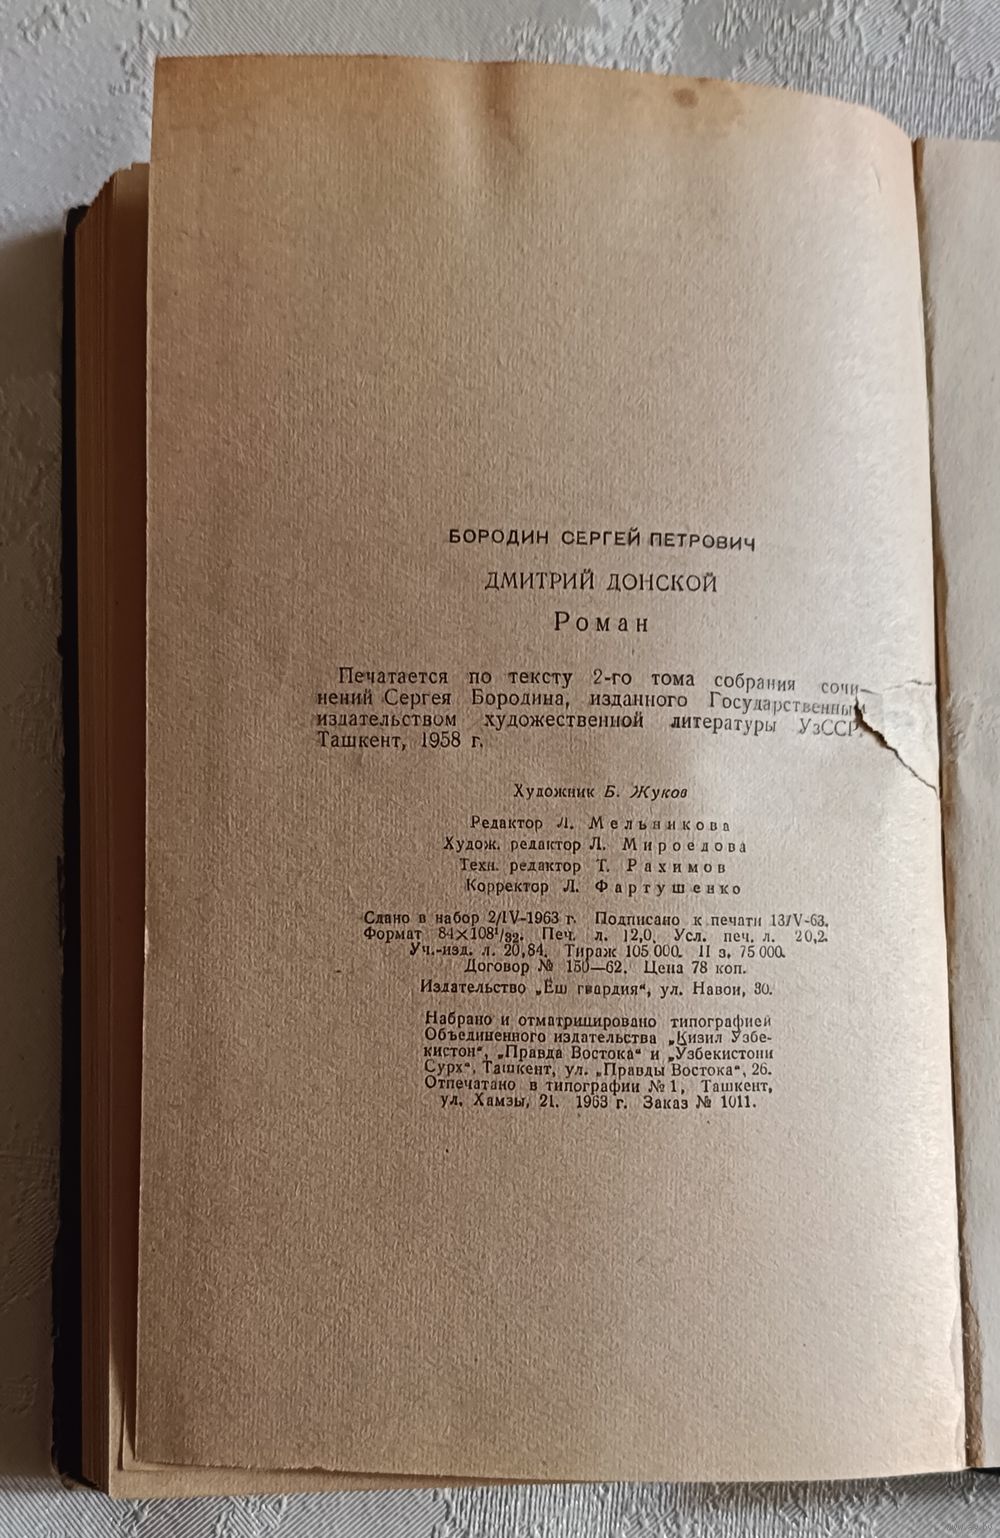 БОРОДИН СЕРГЕЙ ПЕТРОВИЧ
ДМИТРИЙ ДОНСКОЙ
Роман
Печатается по тексту 2-го тома собрания сочи-
нений Сергея Бородина, изданного Государственным
издательством художественной литературы УзССР.
Ташкент, 1958 г.
Художник Б. Жуков
Редактор Л. Мельникова
Худож. редактор Л. Мироедова
Техн. редактор Т. Рахимов
Корректор Л. Фартушенко
Сдано в набор 2/IV-1963 г. Подписано к печати 13/V-63.
Формат 84×108¹/₃₂. Печ. л. 12,0. Усл. печ. л. 20,2.
Уч.-изд. л. 20,84. Тираж 105 000. II з. 75 000.
Договор № 150—62. Цена 78 коп.
Издательство „Ёш гвардия“, ул. Навои, 30.
Набрано и отматрицировано типографией
Объединенного издательства „Қизил Узбе-
кистон“, „Правда Востока“ и „Узбекистони
Сурх“, Ташкент, ул. „Правды Востока“, 26.
Отпечатано в типографии № 1, Ташкент,
ул. Хамзы, 21. 1963 г. Заказ № 1011.